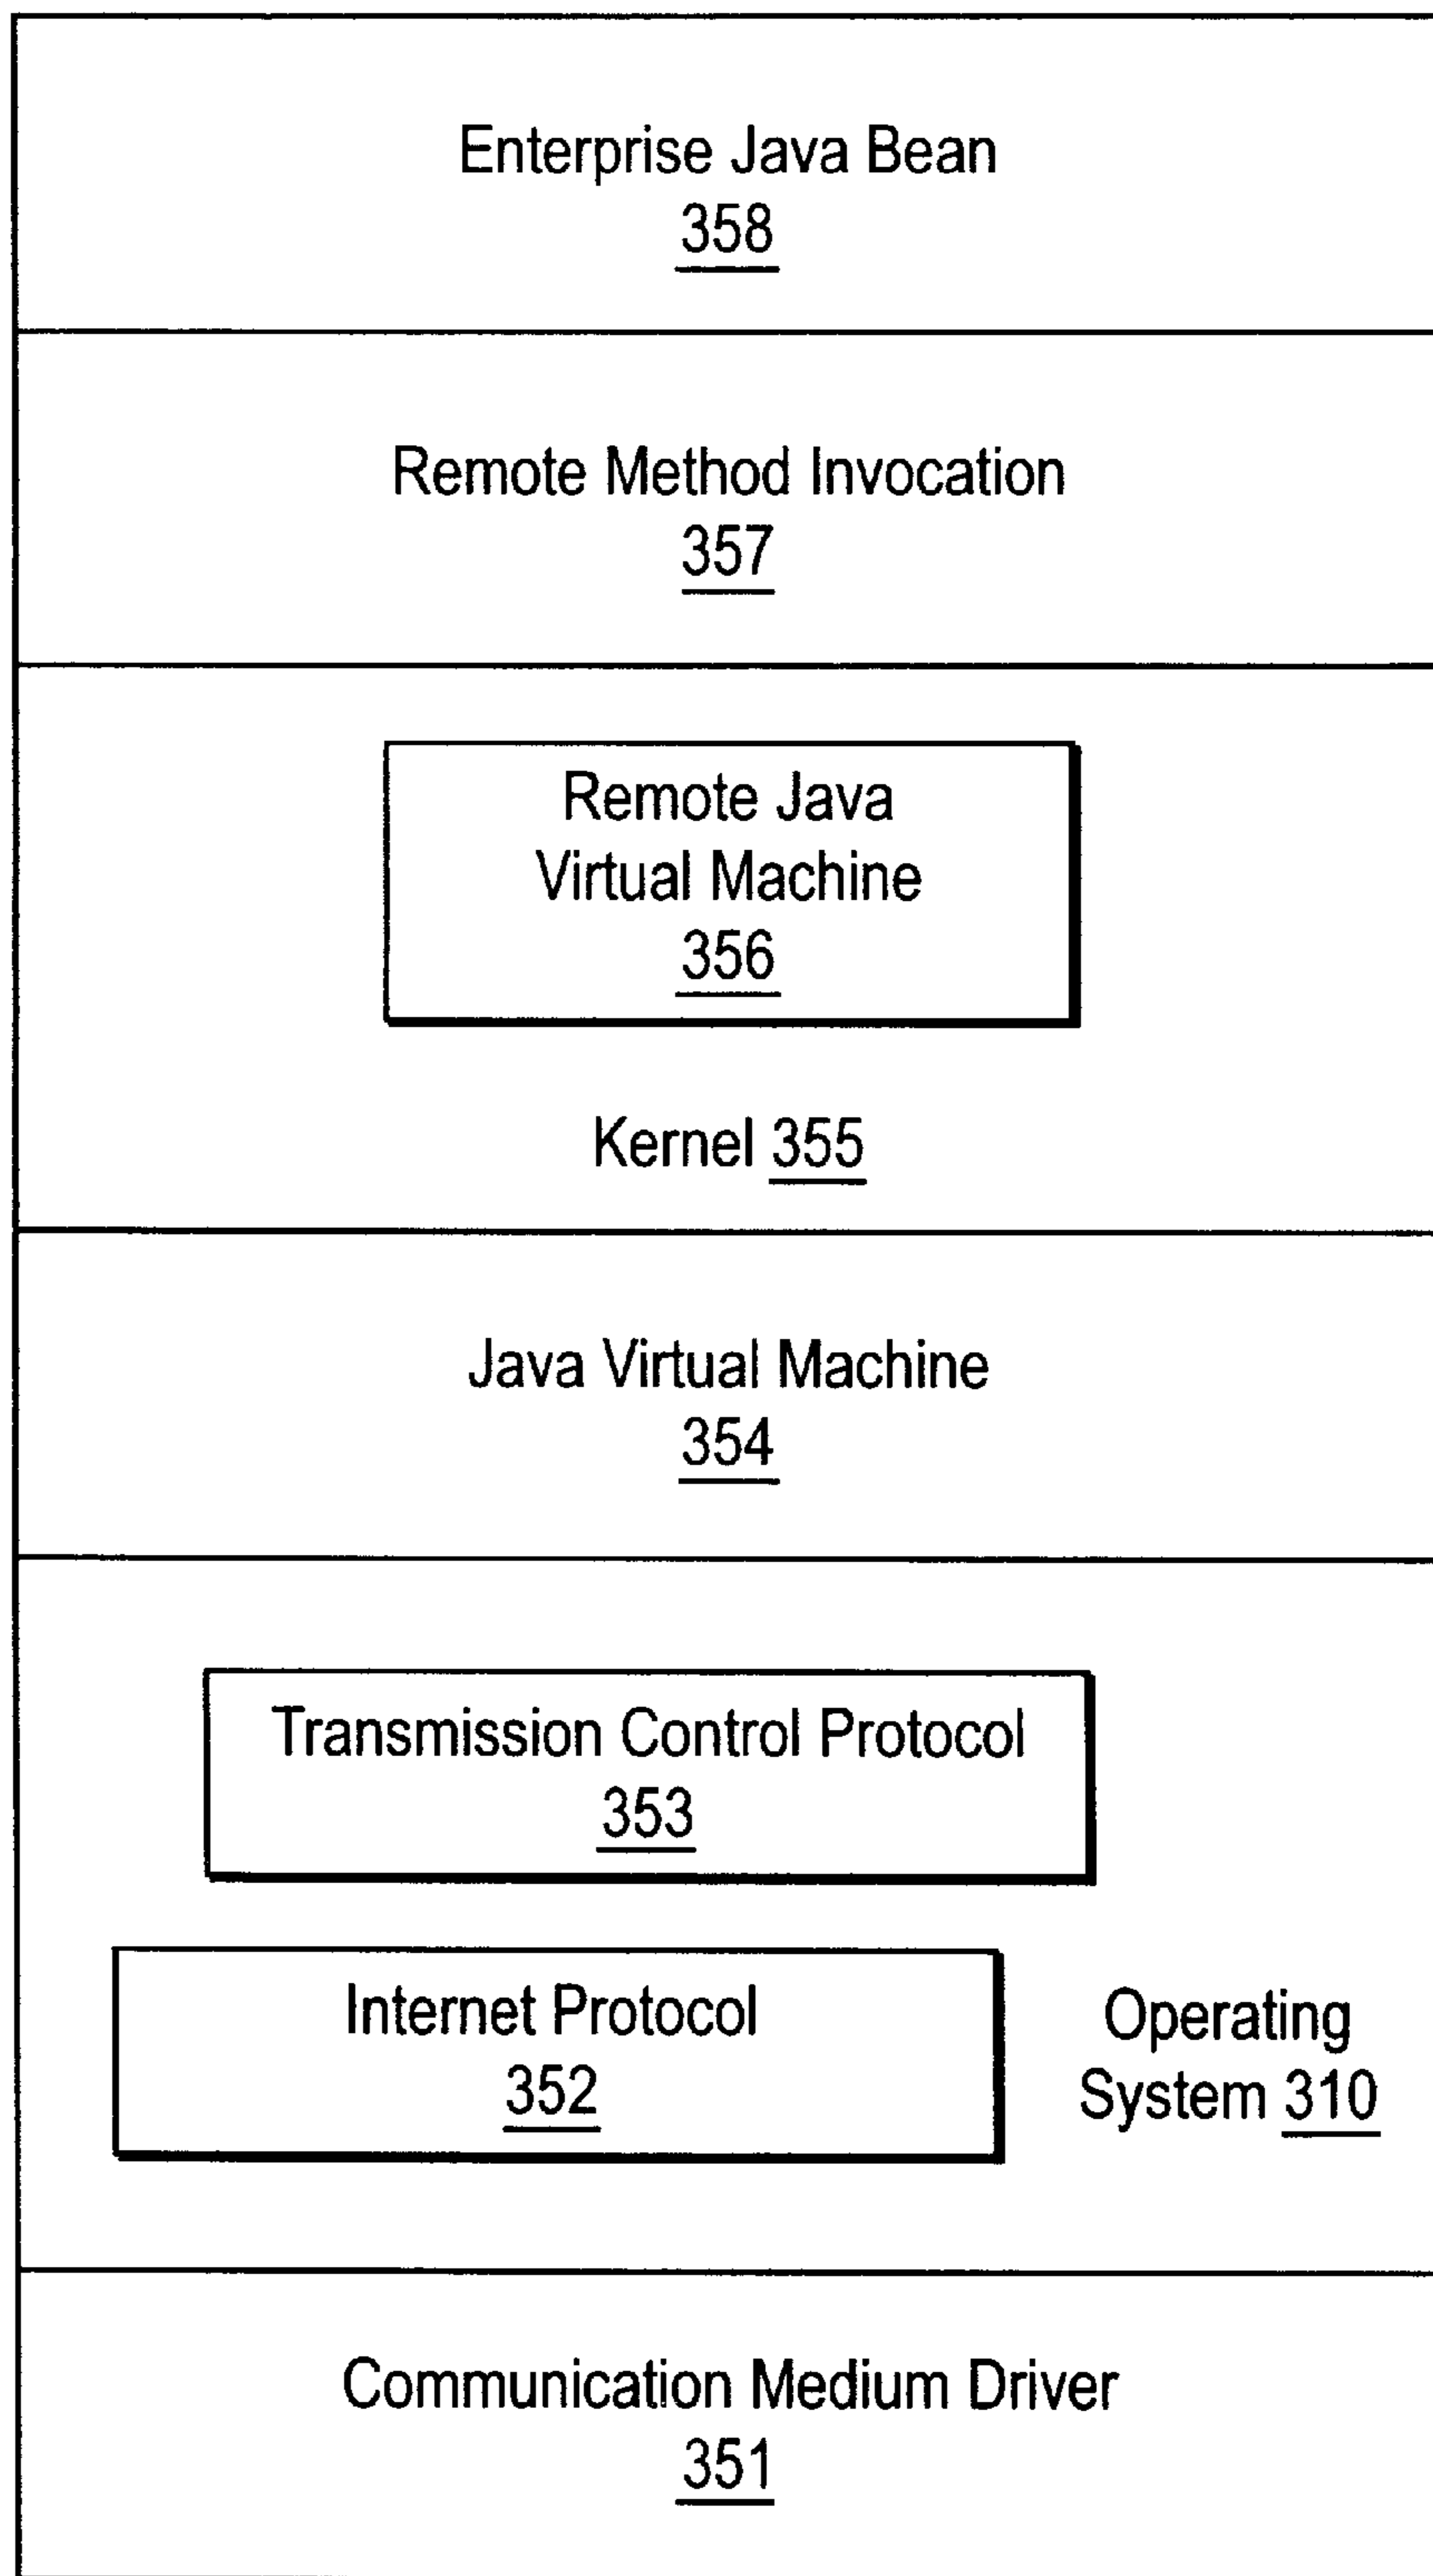 Enterprise Java Bean
358
Remote Method Invocation
357
Remote Java
Virtual Machine
356
Kernel 355
Java Virtual Machine
354
Transmission Control Protocol
353
Internet Protocol
352
Operating
System 310
Communication Medium Driver
351